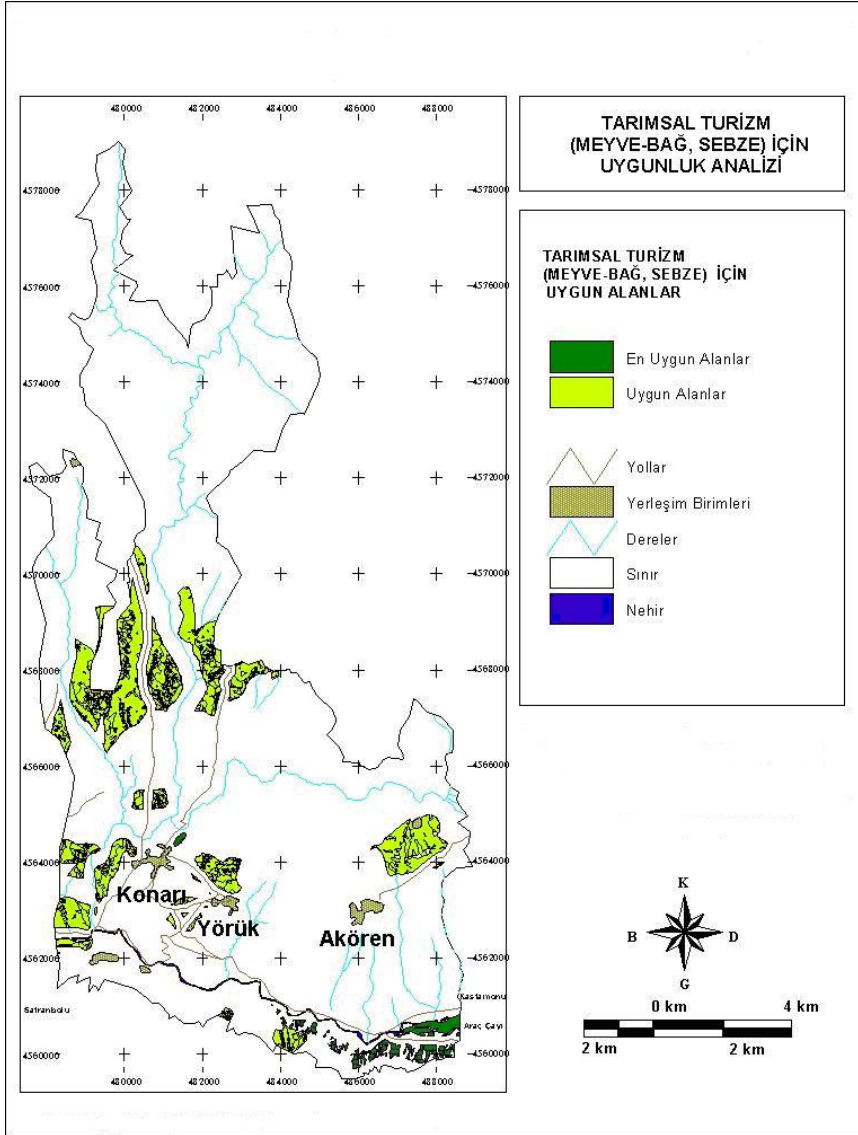 480000 482000 484000 486000 488000
TARIMSAL TURİZM
(MEYVE-BAĞ, SEBZE) İÇİN
UYGUNLUK ANALİZİ
4578000 4578000
4576000 4576000
4574000 4574000
4572000 4572000
4570000 4570000
4568000 4568000
4566000 4566000
4564000 4564000
4562000 4562000
4560000 4560000
Konarı
Yörük
Akören
Safranbolu
(Kastamonu
Araç Çayı
480000 482000 484000 486000 488000
TARIMSAL TURİZM
(MEYVE-BAĞ, SEBZE) İÇİN
UYGUN ALANLAR
En Uygun Alanlar
Uygun Alanlar
Yollar
Yerleşim Birimleri
Dereler
Sınır
Nehir
K
B D
G
0 km 4 km
2 km 2 km